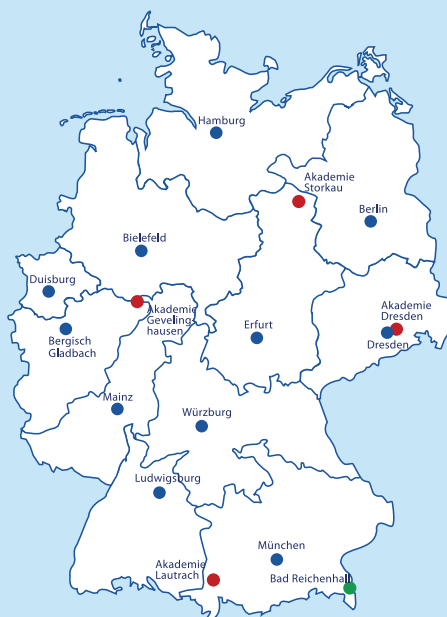 Hamburg
Akademie
Storkau
Berlin
Bielefeld
Duisburg
Akademie
Geveling-
hausen
Akademie
Dresden
Dresden
Erfurt
Bergisch
Gladbach
Mainz
Würzburg
Ludwigsburg
München
Akademie
Lautrach
Bad Reichenhall